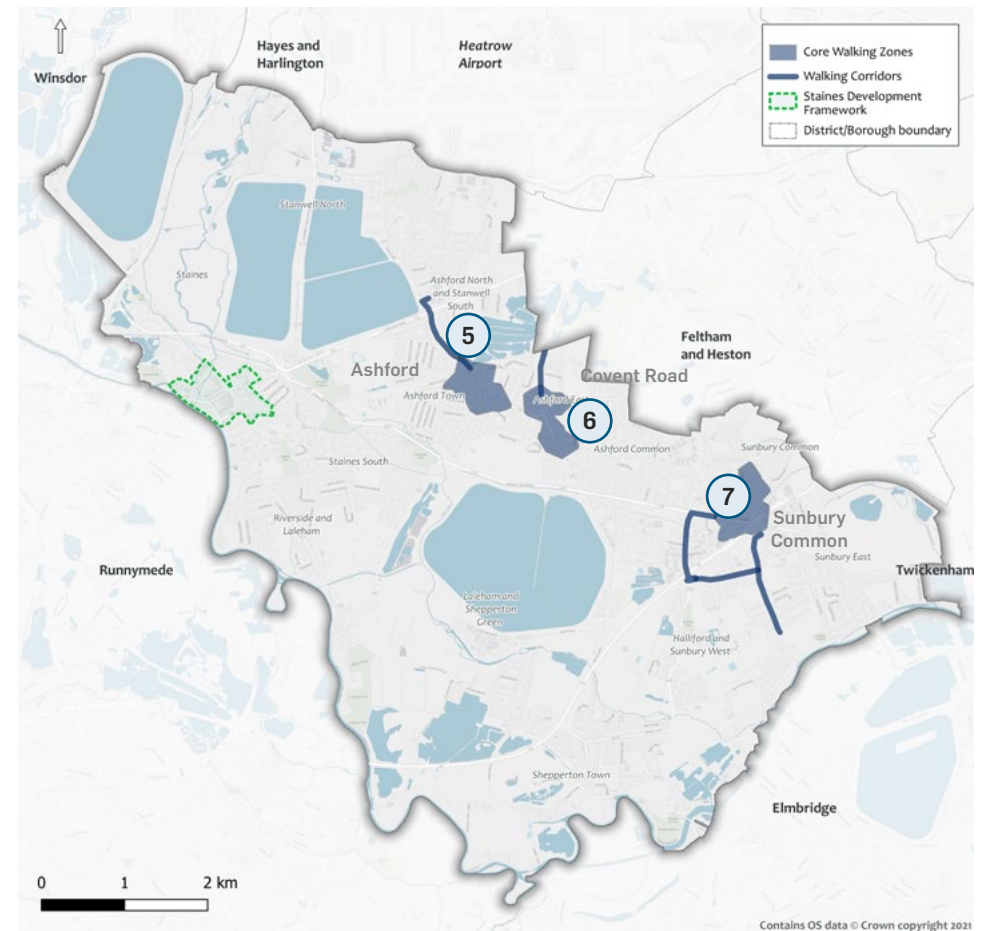 Hayes and
Harlington
Heatrow
Airport
Winsdor
Core Walking Zones
Walking Corridors
Staines Development
Framework
District/Borough boundary
Stanwell North
Staines
Ashford North
and Stanwell
South
5
Feltham
and Heston
Ashford
Covent Road
Ashford Town
Ashford East
6
Ashford Common
Sunbury Common
Staines South
7
Sunbury
Common
Riverside and
Laleham
Sunbury East
Runnymede
Twickenham
Laleham and
Shepperton
Green
Halliford and
Sunbury West
Shepperton Town
Elmbridge
0 1 2 km
Contains OS data © Crown copyright 2021